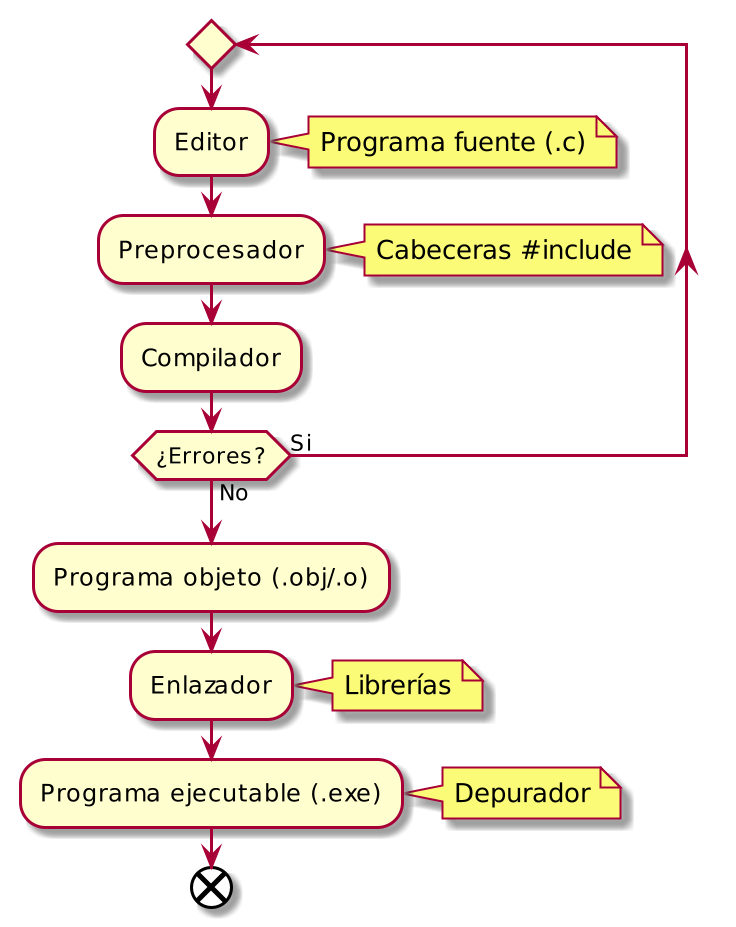 Editor
Programa fuente (.c)
Preprocesador
Cabeceras #include
Compilador
¿Errores?
Si
No
Programa objeto (.obj/.o)
Enlazador
Librerías
Programa ejecutable (.exe)
Depurador